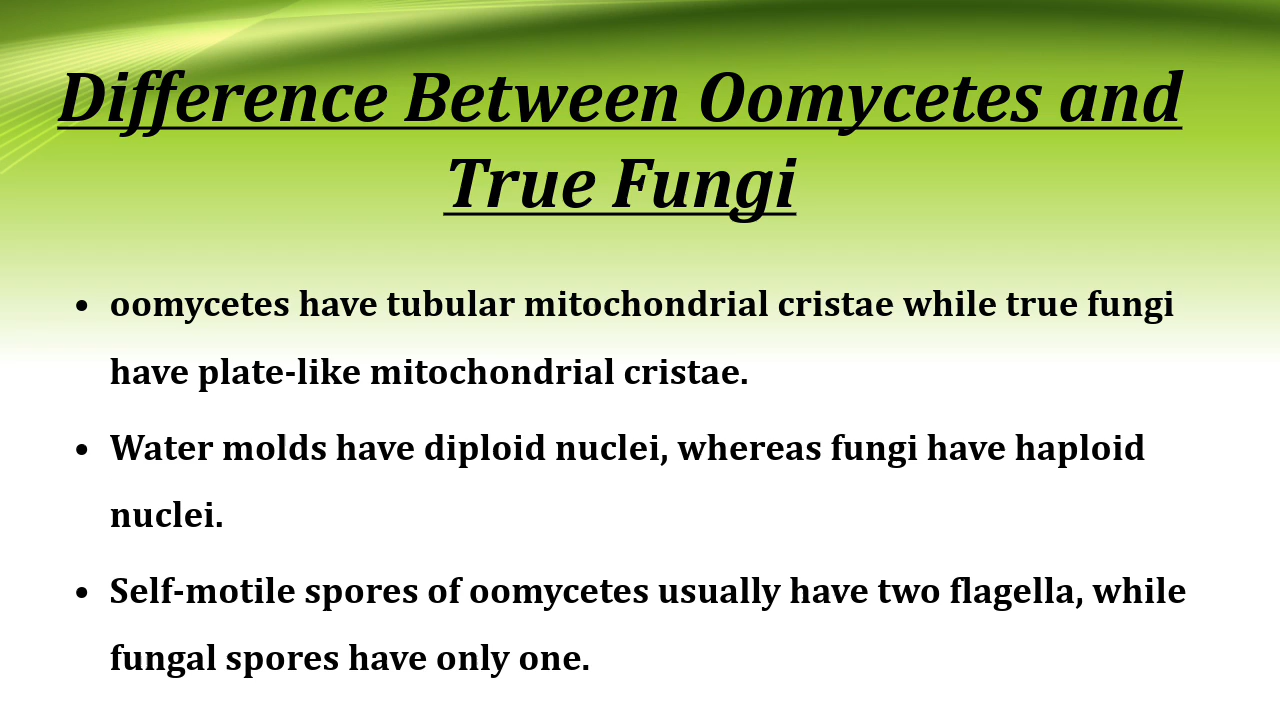 Difference Between Oomycetes and
True Fungi
• oomycetes have tubular mitochondrial cristae while true fungi
have plate-like mitochondrial cristae.
• Water molds have diploid nuclei, whereas fungi have haploid
nuclei.
• Self-motile spores of oomycetes usually have two flagella, while
fungal spores have only one.